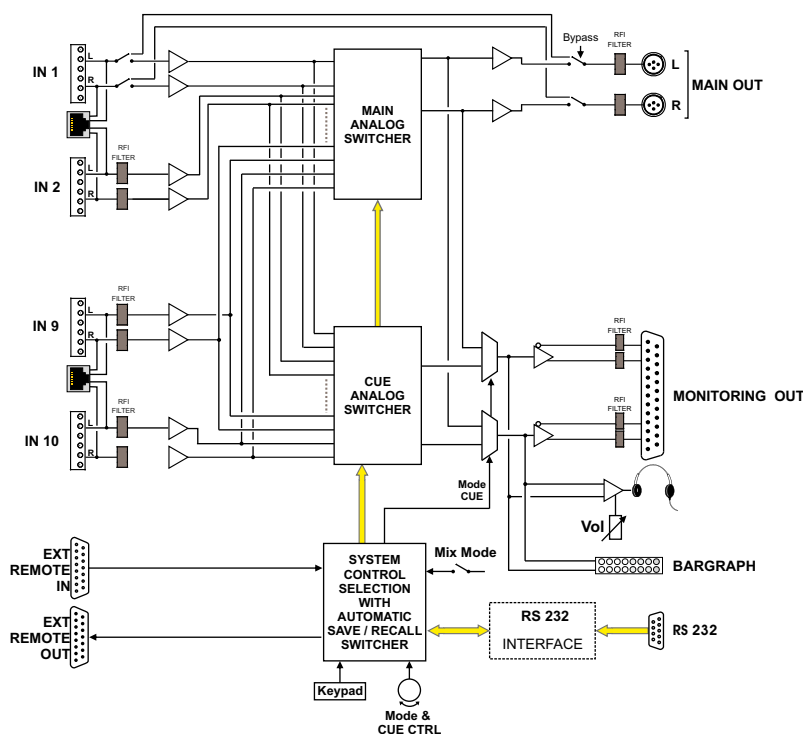 Bypass
RFI
FILTER
L
IN 1
L
R
MAIN OUT
R
MAIN
ANALOG
SWITCHER
RFI
FILTER
IN 2
L
R
RFI
FILTER
IN 9
L
R
CUE
ANALOG
SWITCHER
RFI
FILTER
MONITORING OUT
RFI
FILTER
IN 10
L
R
RFI
FILTER
Mode
CUE
Vol
EXT
REMOTE
IN
SYSTEM
CONTROL
SELECTION
WITH
AUTOMATIC
SAVE / RECALL
SWITCHER
Mix Mode
BARGRAPH
EXT
REMOTE
OUT
RS 232
INTERFACE
RS 232
Keypad
Mode &
CUE CTRL